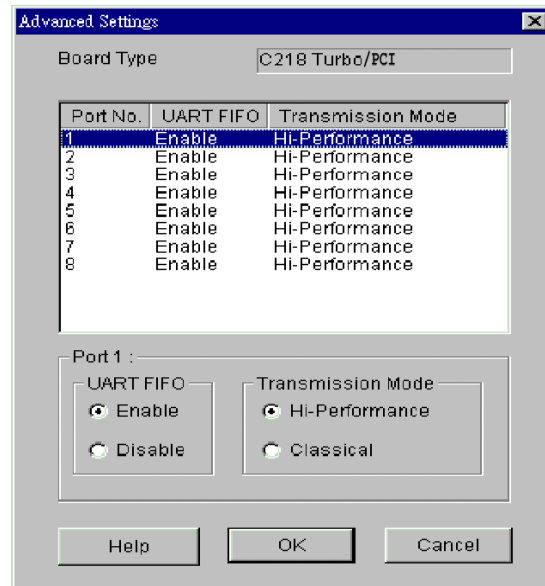 Advanced Settings
Board Type C218 Turbo/PCI
Port No. UART FIFO Transmission Mode
1 Enable Hi-Performance
2 Enable Hi-Performance
3 Enable Hi-Performance
4 Enable Hi-Performance
5 Enable Hi-Performance
6 Enable Hi-Performance
7 Enable Hi-Performance
8 Enable Hi-Performance
Port 1 :
UART FIFO Transmission Mode
Enable Hi-Performance
Disable Classical
Help OK Cancel